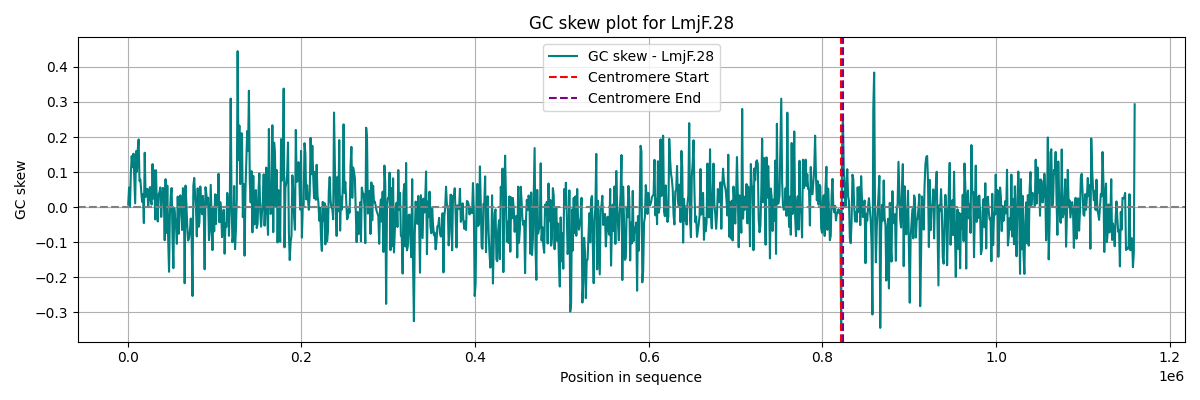 GC skew plot for LmjF.28
GC skew - LmjF.28
Centromere Start
Centromere End
GC skew
0.4
0.3
0.2
0.1
0.0
−0.1
−0.2
−0.3
0.0 0.2 0.4 0.6 0.8 1.0 1.2
1e6
Position in sequence